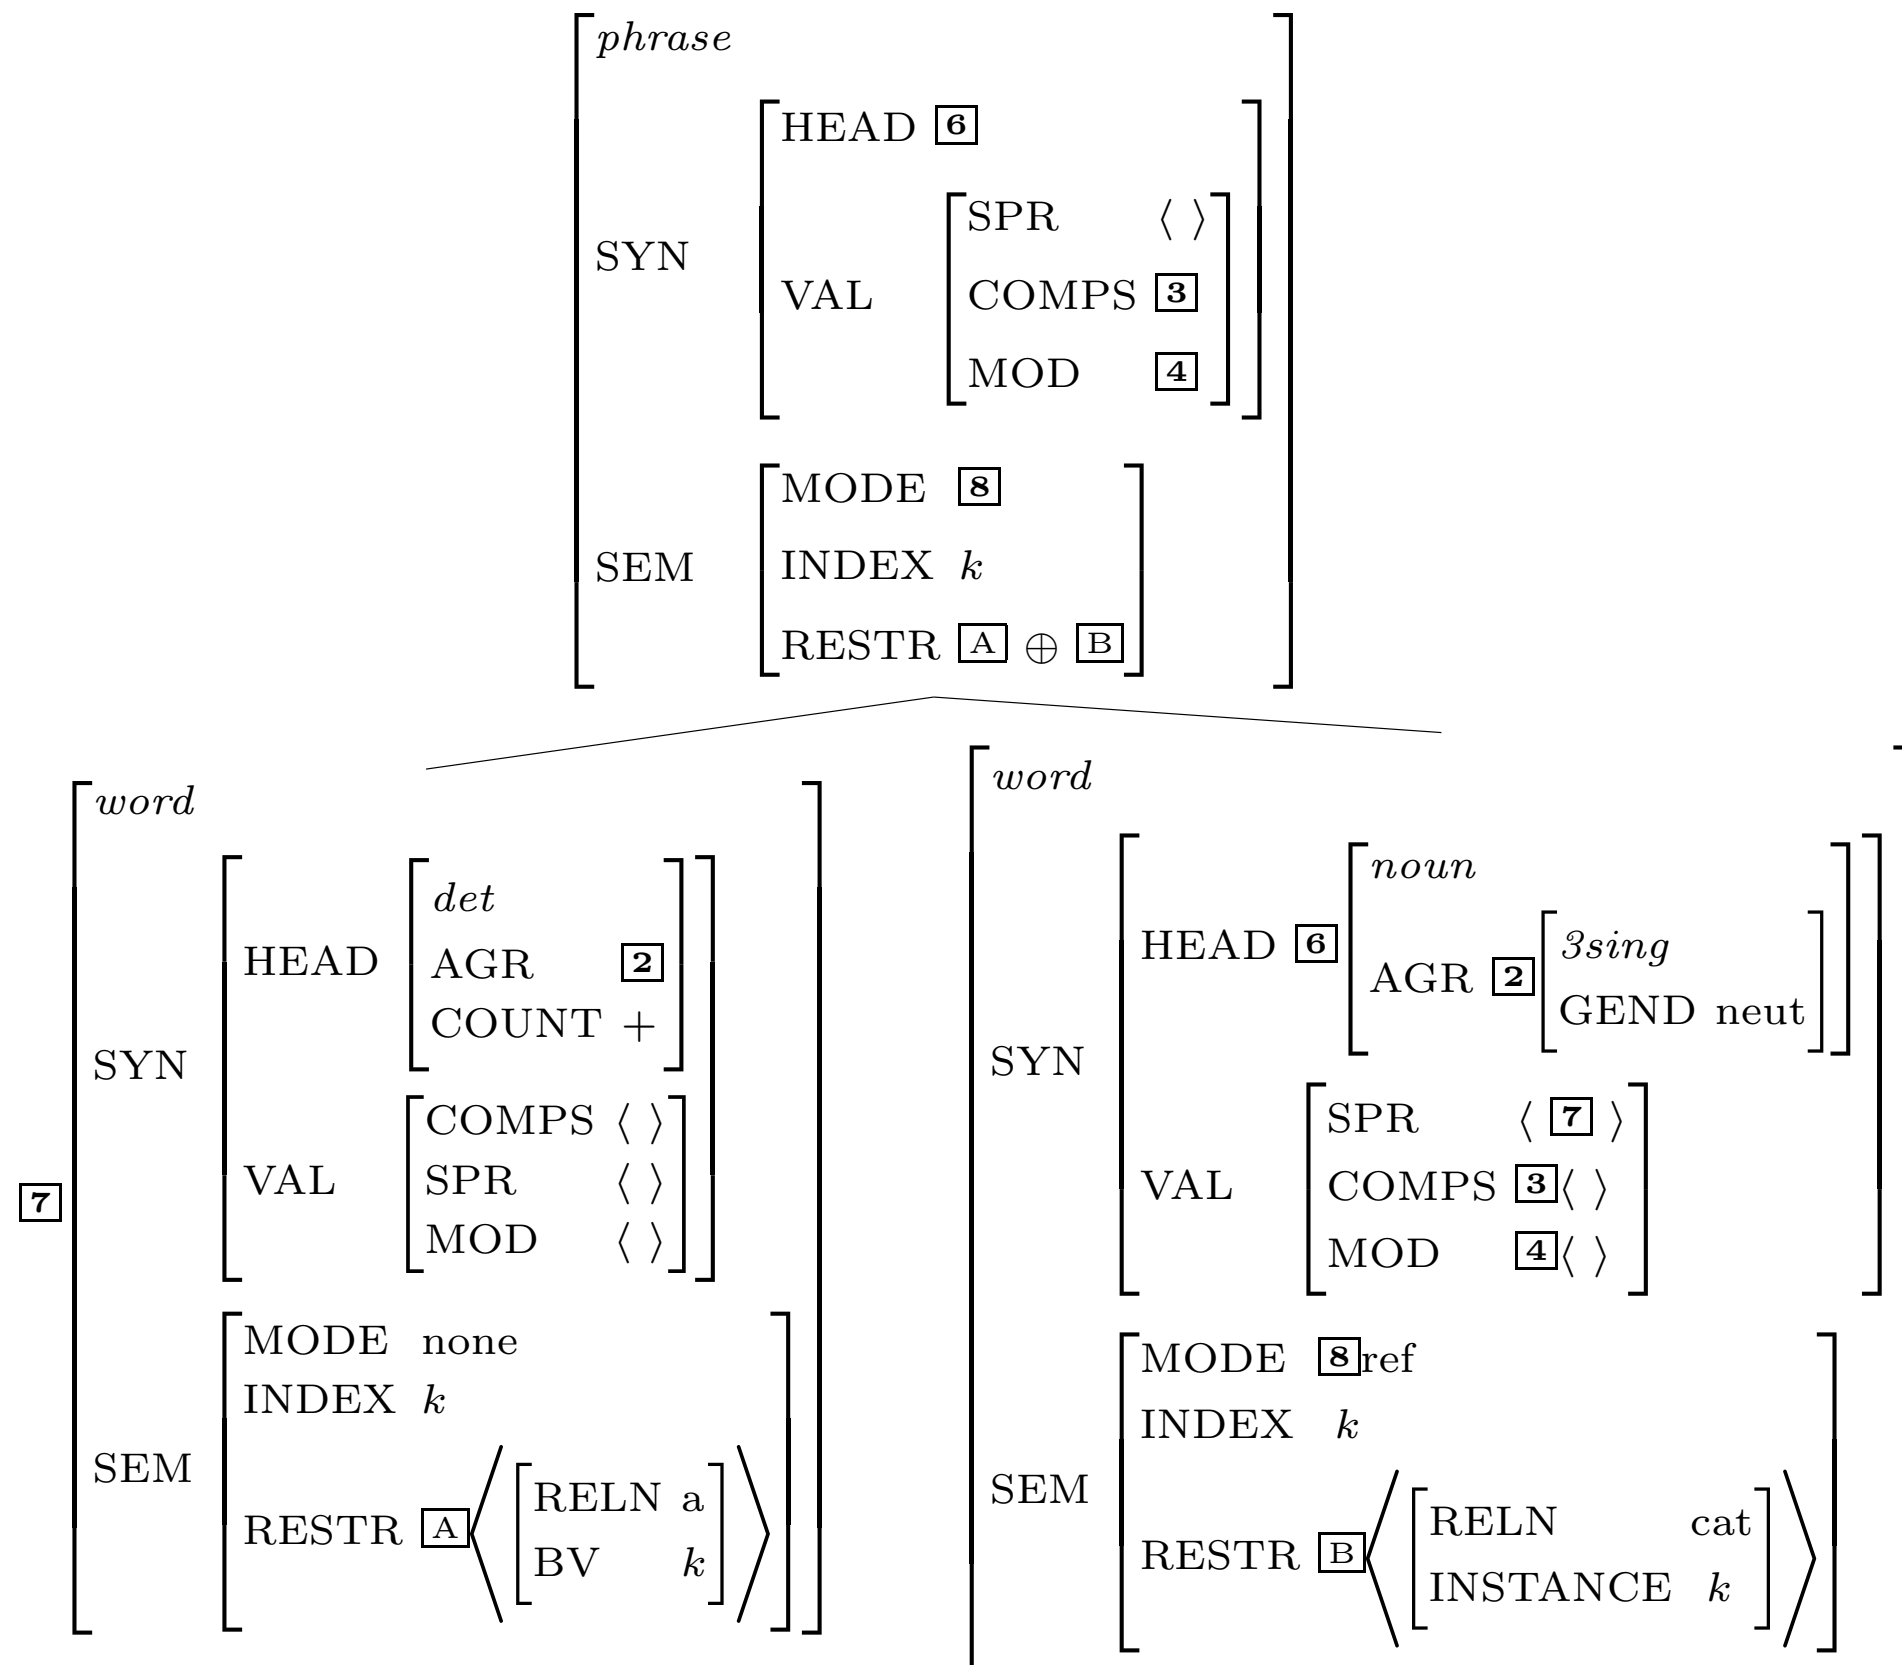 phrase
HEAD 6
SPR ⟨ ⟩
SYN
VAL
COMPS 3
MOD 4
MODE 8
SEM
INDEX k
RESTR A ⊕ B
word
det
HEAD
AGR 2
COUNT +
SYN
COMPS ⟨ ⟩
VAL
SPR ⟨ ⟩
MOD ⟨ ⟩
7
MODE none
INDEX k
SEM
RELN a
RESTR A
BV k
word
noun
HEAD 6
3sing
AGR 2
GEND neut
SYN
SPR ⟨ 7 ⟩
VAL
COMPS 3⟨ ⟩
MOD 4⟨ ⟩
MODE 8ref
INDEX k
SEM
RELN cat
RESTR B
INSTANCE k